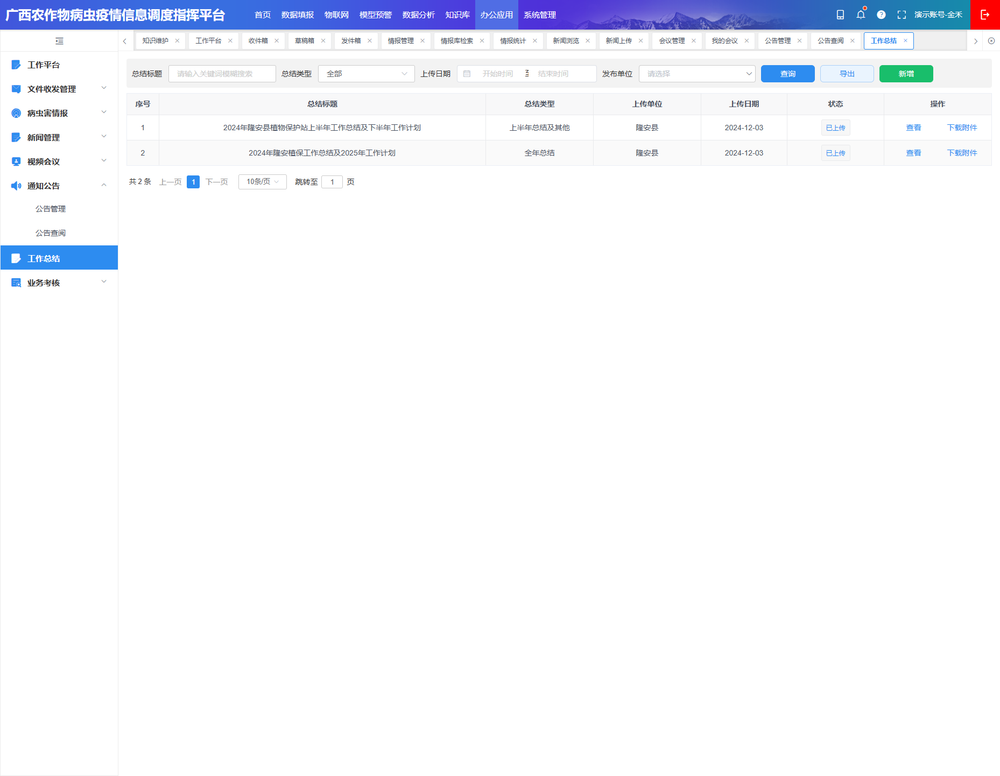 广西农作物病虫疫情信息调度指挥平台 首页 数据填报 物联网 模型预警 数据分析 知识库 办公应用 系统管理 演示账号-金禾
知识维护 工作平台 收件箱 草稿箱 发件箱 情报管理 情报库检索 情报统计 新闻浏览 新闻上传 会议管理 我的会议 公告管理 公告查阅 工作总结
工作平台
文件收发管理
病虫害情报
新闻管理
视频会议
通知公告
公告管理
公告查阅
工作总结
业务考核
总结标题 请输入关键词模糊搜索 总结类型 全部 上传日期 开始时间 至 结束时间 发布单位 请选择 查询 导出 新增
序号 总结标题 总结类型 上传单位 上传日期 状态 操作
1 2024年隆安县植物保护站上半年工作总结及下半年工作计划 上半年总结及其他 隆安县 2024-12-03 已上传 查看 下载附件
2 2024年隆安植保工作总结及2025年工作计划 全年总结 隆安县 2024-12-03 已上传 查看 下载附件
共 2 条 上一页 1 下一页 10条/页 跳转至 1 页